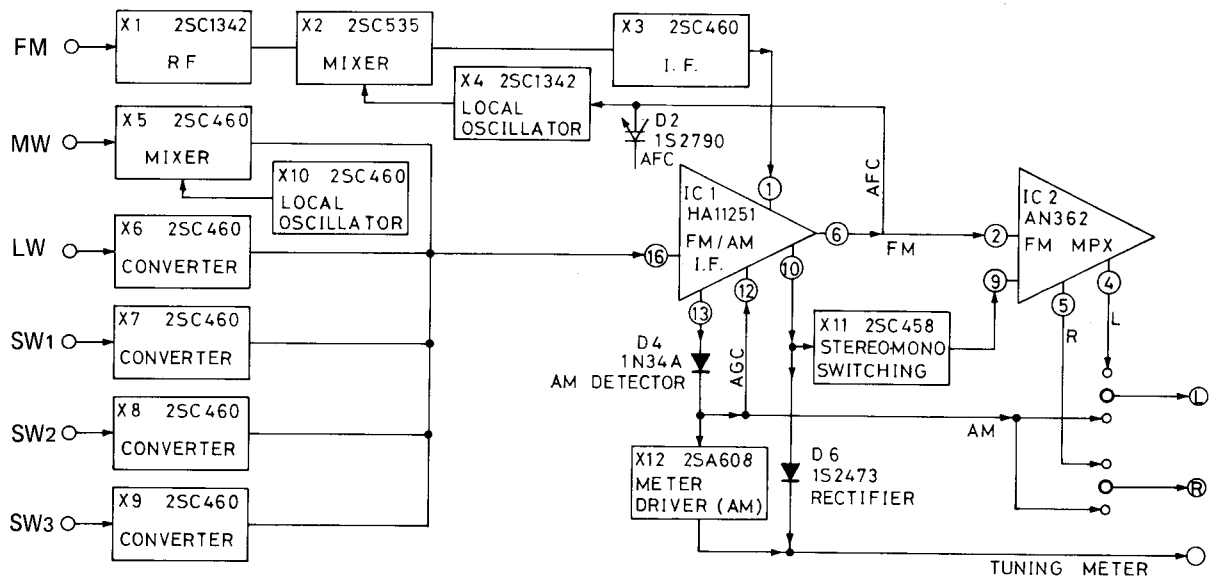 FM
X1 2SC1342
RF
X2 2SC535
MIXER
X3 2SC460
I.F.
X4 2SC1342
LOCAL
OSCILLATOR
D2
1S2790
AFC
MW
X5 2SC460
MIXER
X10 2SC460
LOCAL
OSCILLATOR
LW
X6 2SC460
CONVERTER
SW1
X7 2SC460
CONVERTER
SW2
X8 2SC460
CONVERTER
SW3
X9 2SC460
CONVERTER
1
IC1
HA11251
FM/AM
I.F.
16
6
10
12
13
AFC
FM
2
9
IC2
AN362
FM MPX
4
5
L
R
D4
1N34A
AM DETECTOR
AGC
X11 2SC458
STEREO-MONO
SWITCHING
AM
L
R
X12 2SA608
METER
DRIVER (AM)
D6
1S2473
RECTIFIER
TUNING METER